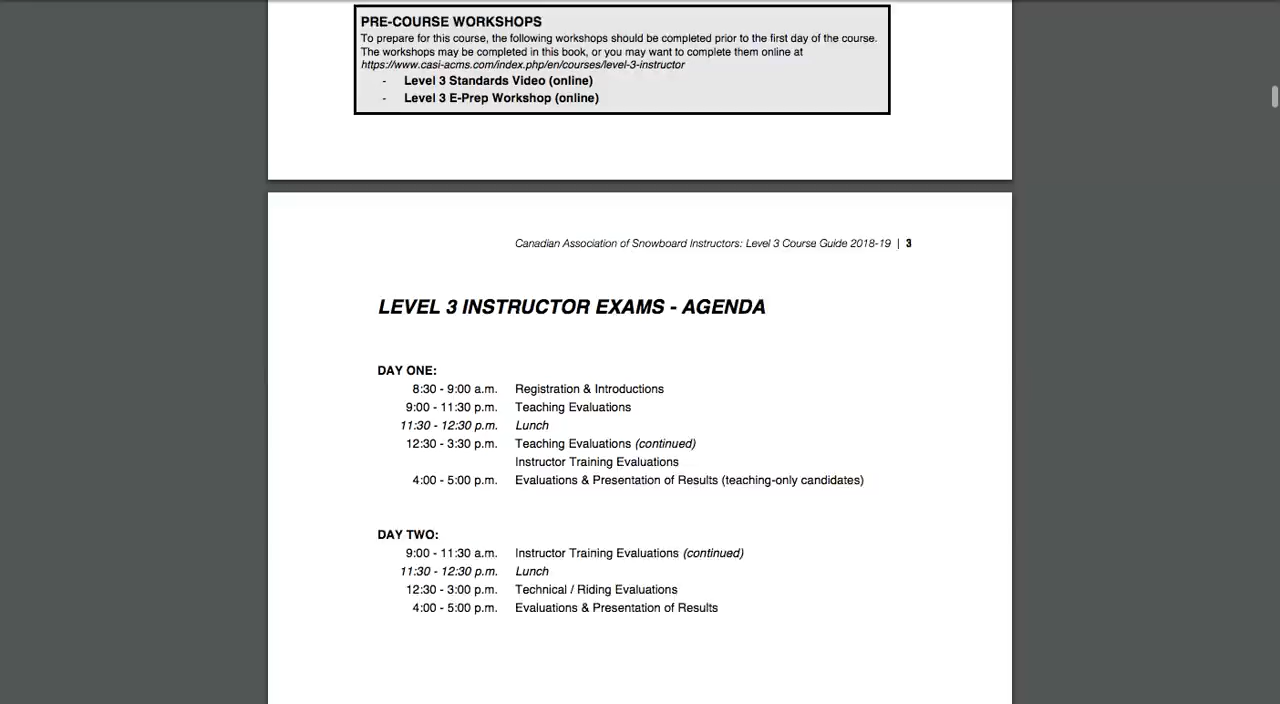 PRE-COURSE WORKSHOPS
To prepare for this course, the following workshops should be completed prior to the first day of the course.
The workshops may be completed in this book, or you may want to complete them online at
https://www.casi-acms.com/index.php/en/courses/level-3-instructor
- Level 3 Standards Video (online)
- Level 3 E-Prep Workshop (online)
Canadian Association of Snowboard Instructors: Level 3 Course Guide 2018-19 | 3
LEVEL 3 INSTRUCTOR EXAMS - AGENDA
DAY ONE:
8:30 - 9:00 a.m. Registration & Introductions
9:00 - 11:30 p.m. Teaching Evaluations
11:30 - 12:30 p.m. Lunch
12:30 - 3:30 p.m. Teaching Evaluations (continued)
Instructor Training Evaluations
4:00 - 5:00 p.m. Evaluations & Presentation of Results (teaching-only candidates)
DAY TWO:
9:00 - 11:30 a.m. Instructor Training Evaluations (continued)
11:30 - 12:30 p.m. Lunch
12:30 - 3:00 p.m. Technical / Riding Evaluations
4:00 - 5:00 p.m. Evaluations & Presentation of Results